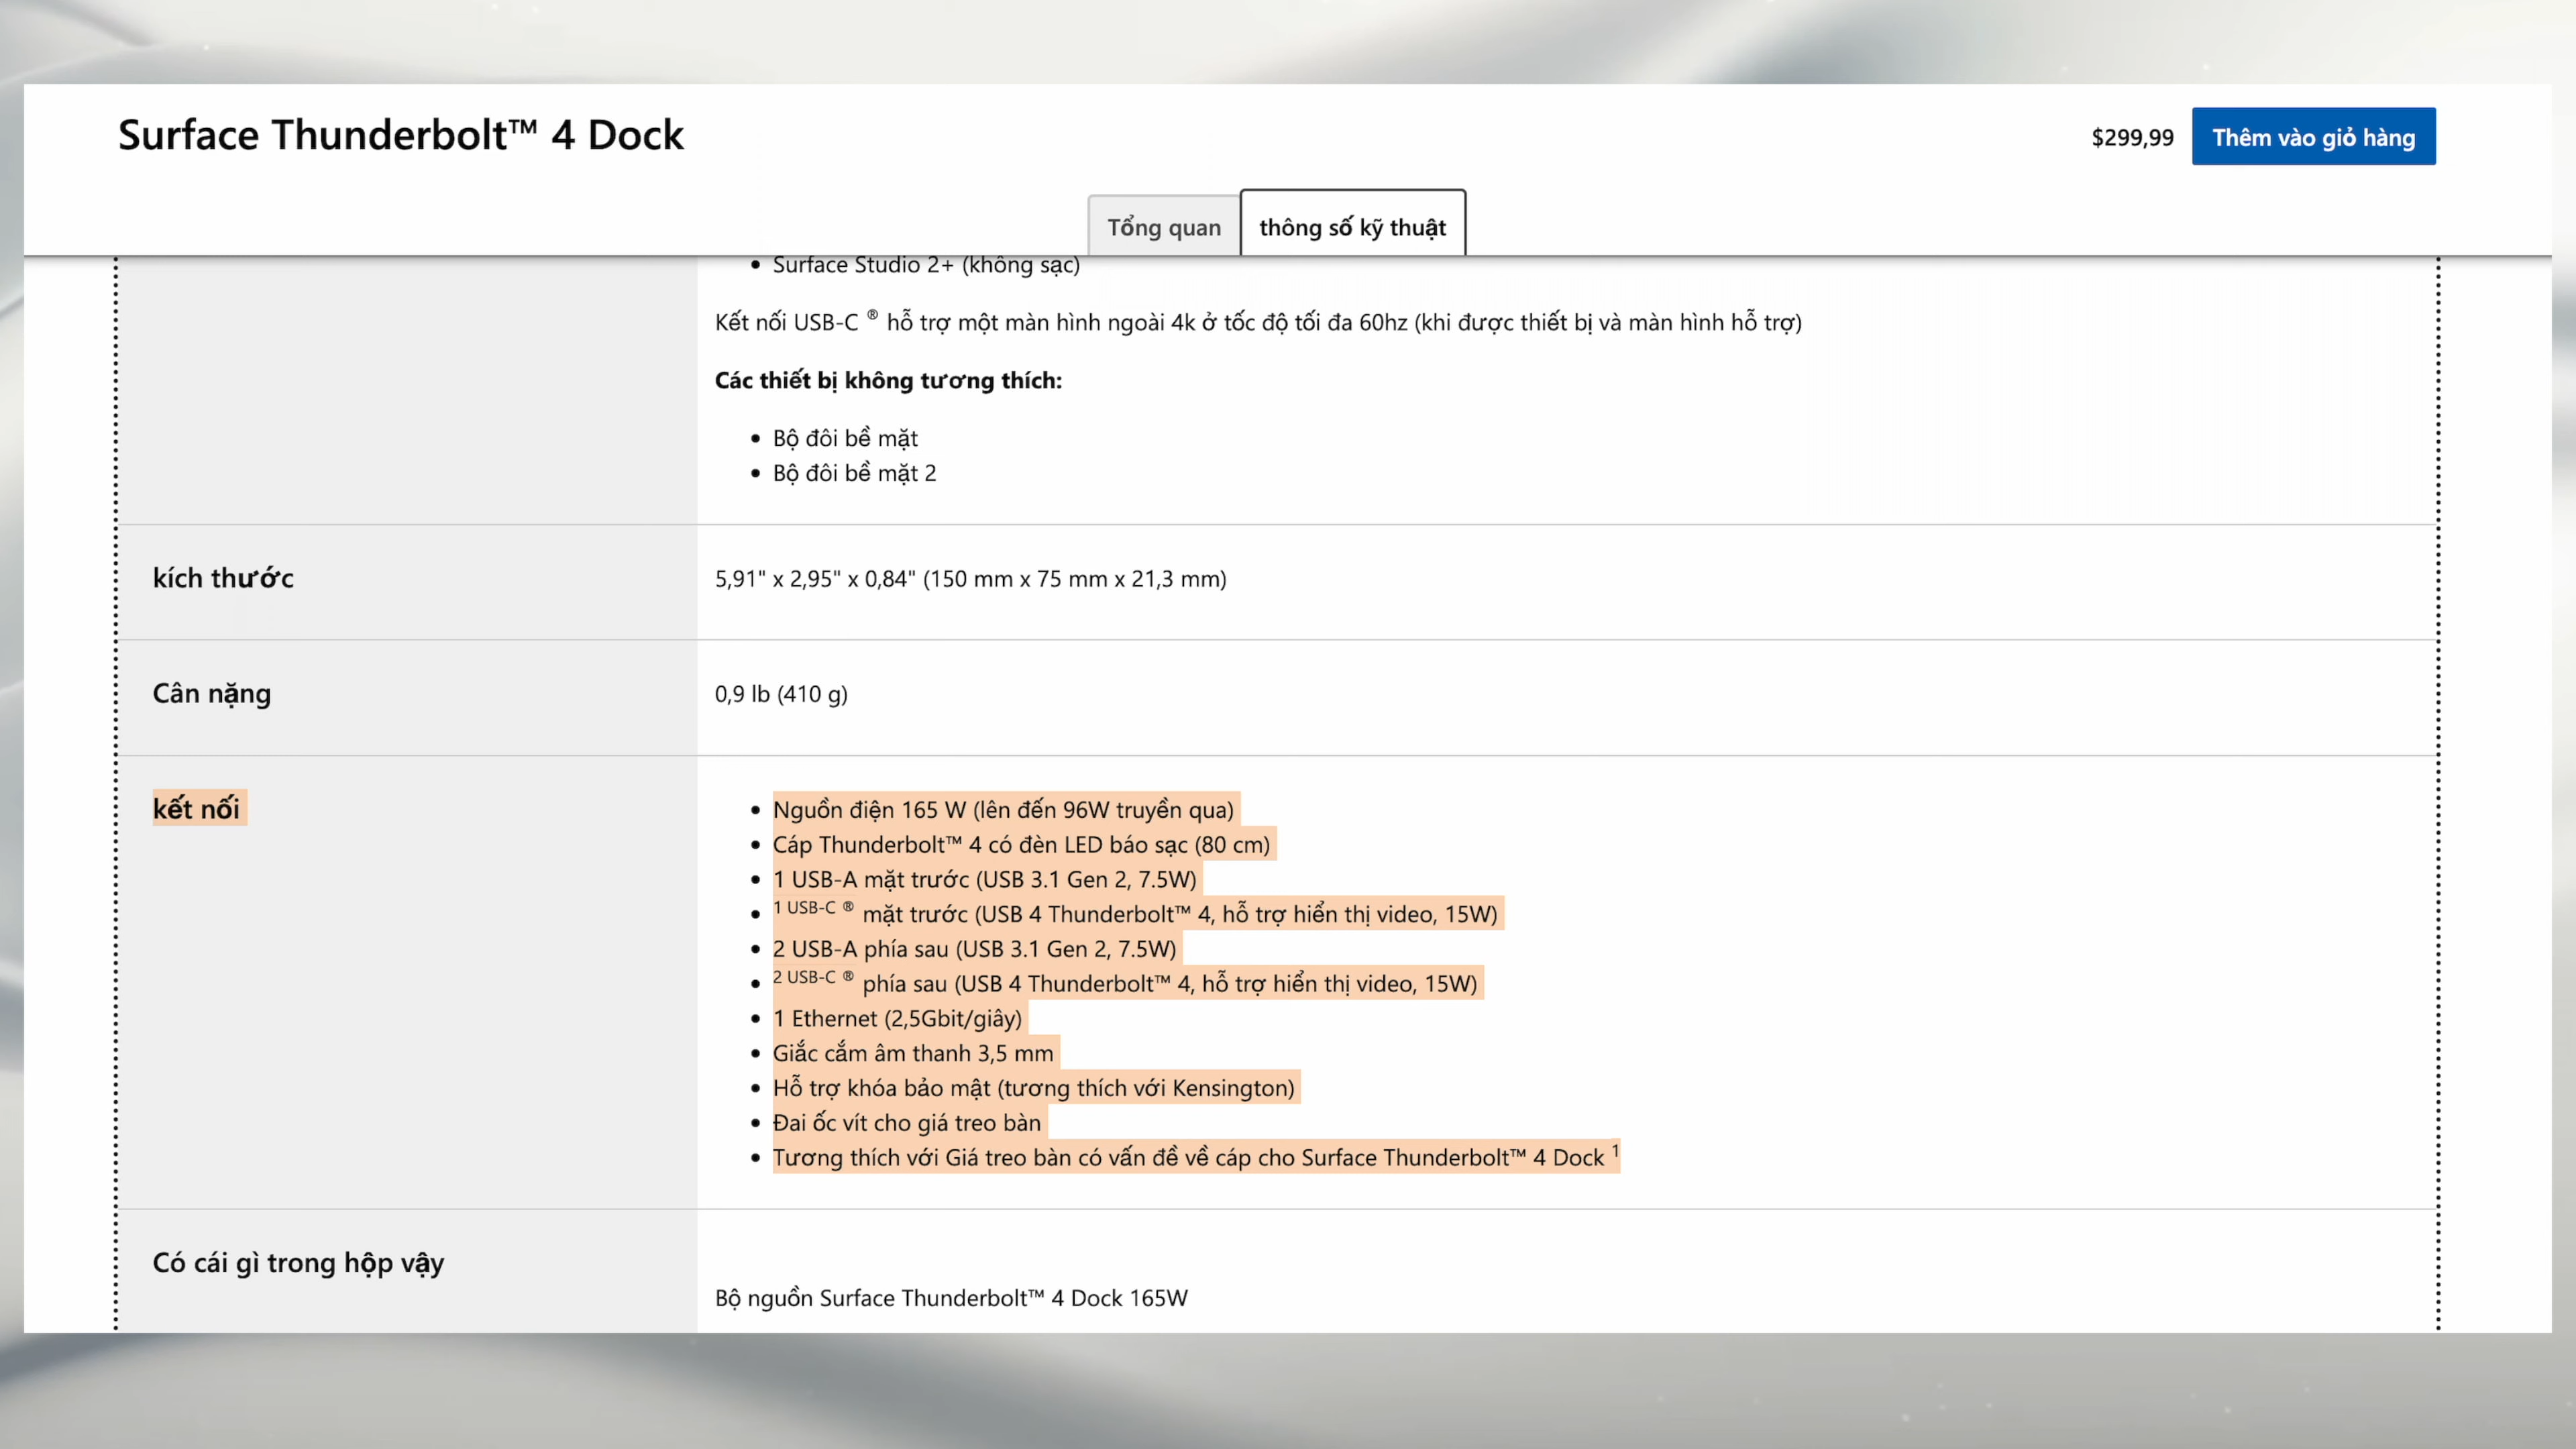 Surface Thunderbolt™ 4 Dock
$299,99
Thêm vào giỏ hàng
Tổng quan
thông số kỹ thuật
• Surface Studio 2+ (không sạc)
Kết nối USB-C ® hỗ trợ một màn hình ngoài 4k ở tốc độ tối đa 60hz (khi được thiết bị và màn hình hỗ trợ)
Các thiết bị không tương thích:
• Bộ đôi bề mặt
• Bộ đôi bề mặt 2
kích thước
5,91" x 2,95" x 0,84" (150 mm x 75 mm x 21,3 mm)
Cân nặng
0,9 lb (410 g)
kết nối
• Nguồn điện 165 W (lên đến 96W truyền qua)
• Cáp Thunderbolt™ 4 có đèn LED báo sạc (80 cm)
• 1 USB-A mặt trước (USB 3.1 Gen 2, 7.5W)
• 1 USB-C ® mặt trước (USB 4 Thunderbolt™ 4, hỗ trợ hiển thị video, 15W)
• 2 USB-A phía sau (USB 3.1 Gen 2, 7.5W)
• 2 USB-C ® phía sau (USB 4 Thunderbolt™ 4, hỗ trợ hiển thị video, 15W)
• 1 Ethernet (2,5Gbit/giây)
• Giắc cắm âm thanh 3,5 mm
• Hỗ trợ khóa bảo mật (tương thích với Kensington)
• Đai ốc vít cho giá treo bàn
• Tương thích với Giá treo bàn có vấn đề về cáp cho Surface Thunderbolt™ 4 Dock 1
Có cái gì trong hộp vậy
Bộ nguồn Surface Thunderbolt™ 4 Dock 165W